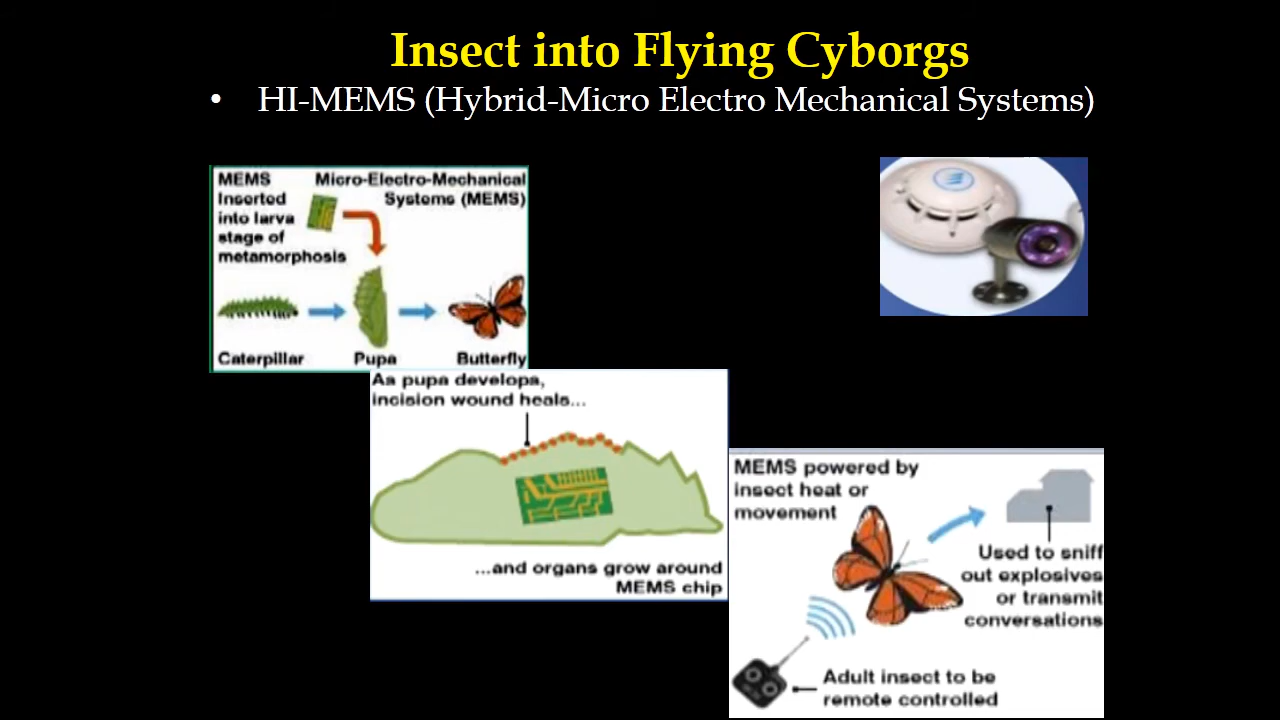 Insect into Flying Cyborgs
• HI-MEMS (Hybrid-Micro Electro Mechanical Systems)
MEMS
Inserted
into larva
stage of
metamorphosis
Micro-Electro-Mechanical
Systems (MEMS)
Caterpillar
Pupa
Butterfly
As pupa developa,
incision wound heals...
...and organs grow around
MEMS chip
MEMS powered by
insect heat or
movement
Used to sniff
out explosives
or transmit
conversations
Adult insect to be
remote controlled